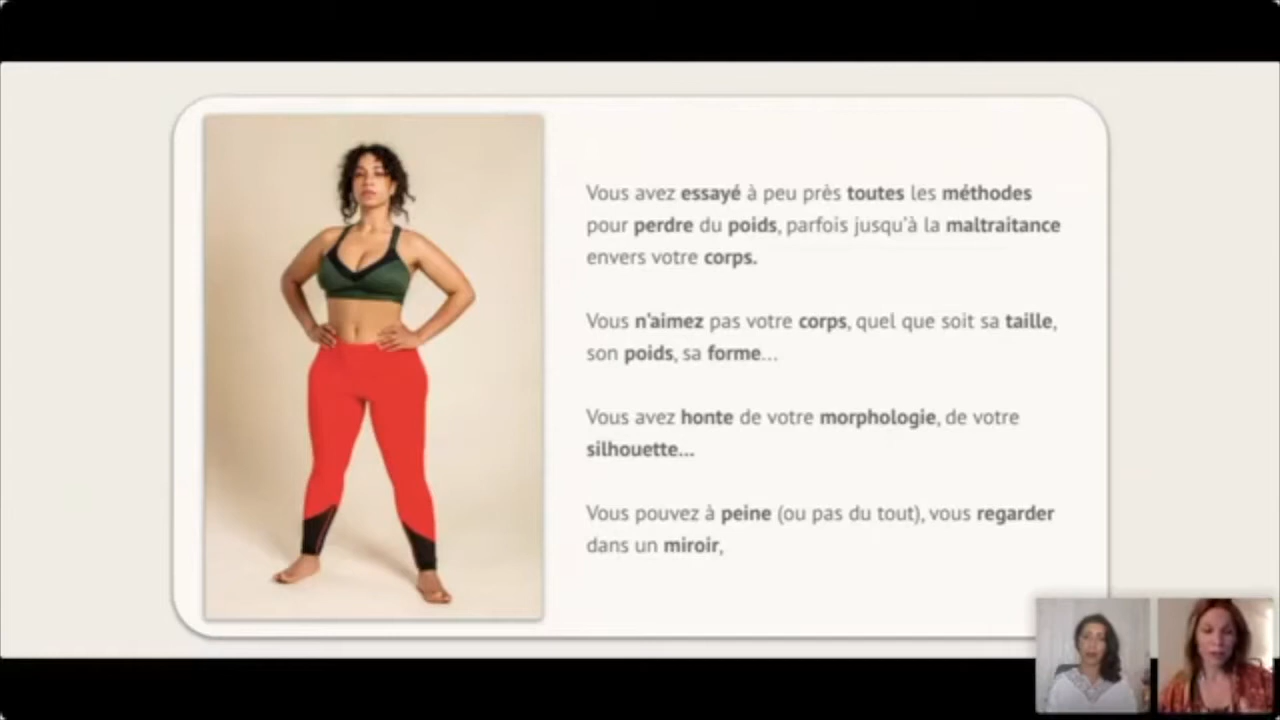 Vous avez essayé à peu près toutes les méthodes
pour perdre du poids, parfois jusqu'à la maltraitance
envers votre corps.
Vous n'aimez pas votre corps, quel que soit sa taille,
son poids, sa forme...
Vous avez honte de votre morphologie, de votre
silhouette...
Vous pouvez à peine (ou pas du tout), vous regarder
dans un miroir,